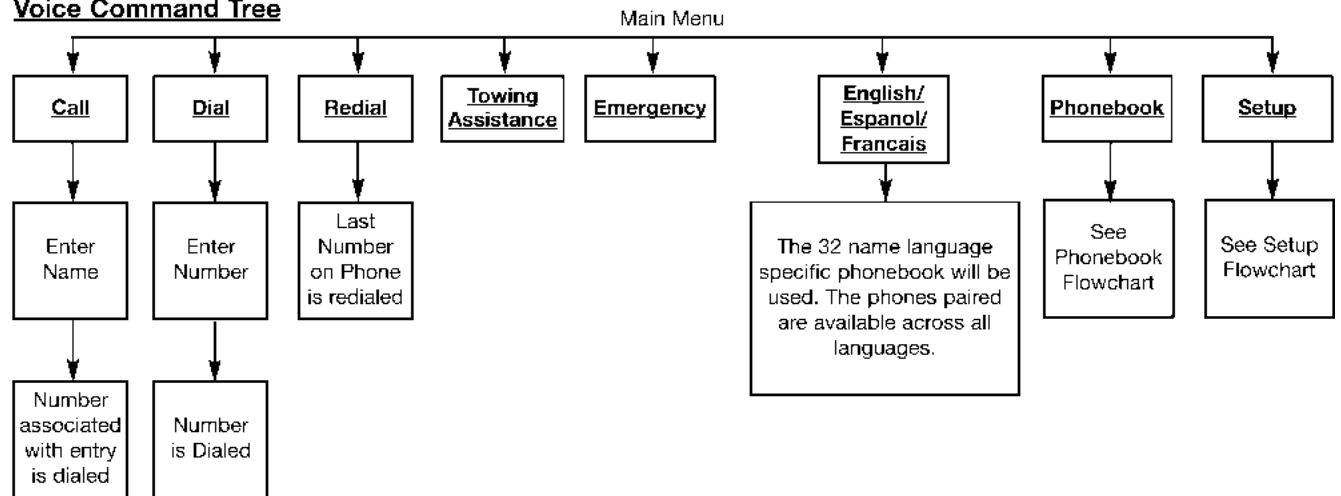 Voice Command Tree
Main Menu
Call
Dial
Redial
Towing
Assistance
Emergency
English/
Espanol/
Francais
Phonebook
Setup
Enter
Name
Enter
Number
Last
Number
on Phone
is redialed
The 32 name language
specific phonebook will be
used. The phones paired
are available across all
languages.
See
Phonebook
Flowchart
See Setup
Flowchart
Number
associated
with entry
is dialed
Number
is Dialed